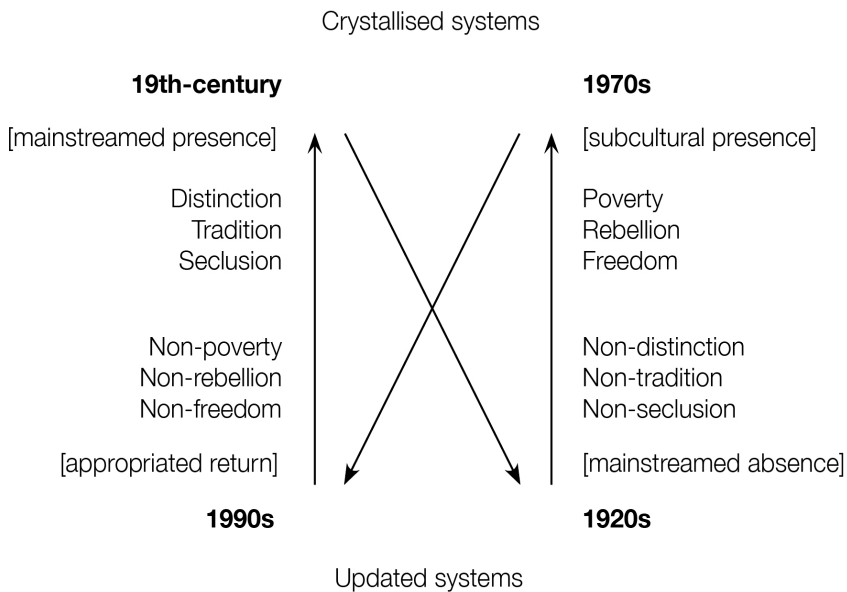 Crystallised systems
19th-century
[mainstreamed presence]
Distinction
Tradition
Seclusion
Non-poverty
Non-rebellion
Non-freedom
[appropriated return]
1990s
1970s
[subcultural presence]
Poverty
Rebellion
Freedom
Non-distinction
Non-tradition
Non-seclusion
[mainstreamed absence]
1920s
Updated systems